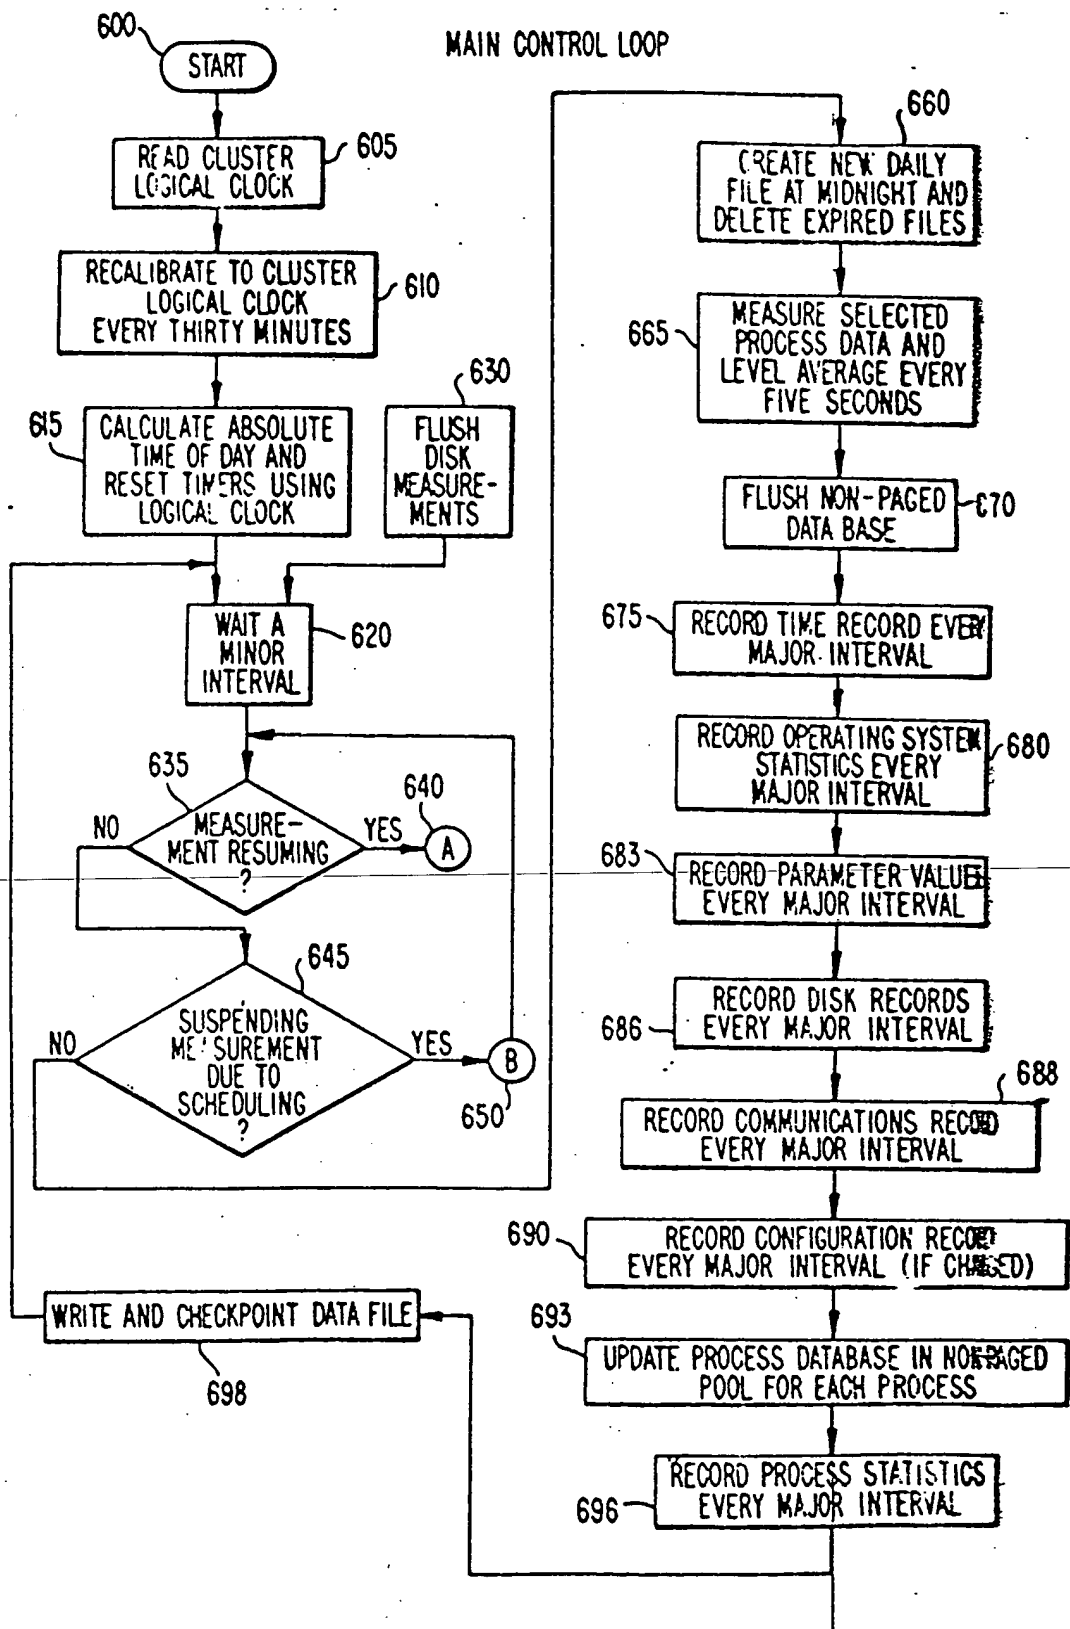 MAIN CONTROL LOOP
600
START
605
READ CLUSTER
LOGICAL CLOCK
610
RECALIBRATE TO CLUSTER
LOGICAL CLOCK
EVERY THIRTY MINUTES
615
CALCULATE ABSOLUTE
TIME OF DAY AND
RESET TIMERS USING
LOGICAL CLOCK
630
FLUSH
DISK
MEASURE-
MENTS
WAIT A
MINOR
INTERVAL
620
635
NO
MEASURE-
MENT RESUMING
?
YES
640
A
645
NO
SUSPENDING
MEASUREMENT
DUE TO
SCHEDULING
?
YES
B
650
660
CREATE NEW DAILY
FILE AT MIDNIGHT AND
DELETE EXPIRED FILES
665
MEASURE SELECTED
PROCESS DATA AND
LEVEL AVERAGE EVERY
FIVE SECONDS
FLUSH NON-PAGED
DATA BASE
670
675
RECORD TIME RECORD EVERY
MAJOR INTERVAL
RECORD OPERATING SYSTEM
STATISTICS EVERY
MAJOR INTERVAL
680
683
RECORD PARAMETER VALUES
EVERY MAJOR INTERVAL
RECORD DISK RECORDS
EVERY MAJOR INTERVAL
686
688
RECORD COMMUNICATIONS RECORD
EVERY MAJOR INTERVAL
690
RECORD CONFIGURATION RECORD
EVERY MAJOR INTERVAL (IF CHANGED)
693
UPDATE PROCESS DATABASE IN NON-PAGED
POOL FOR EACH PROCESS
RECORD PROCESS STATISTICS
EVERY MAJOR INTERVAL
696
WRITE AND CHECKPOINT DATA FILE
698